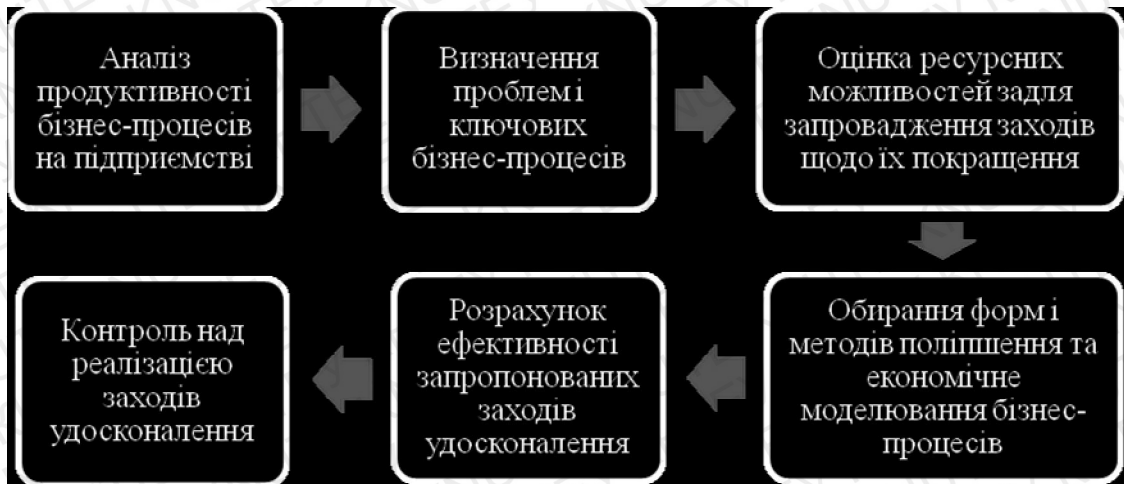 Аналіз
продуктивності
бізнес-процесів
на підприємстві
Визначення
проблем і
ключових
бізнес-процесів
Оцінка ресурсних
можливостей задля
запровадження заходів
щодо їх покращення
Обирання форм і
методів поліпшення та
економічне
моделювання бізнес-
процесів
Розрахунок
ефективності
запропонованих
заходів
удосконалення
Контроль над
реалізацією
заходів
удосконалення